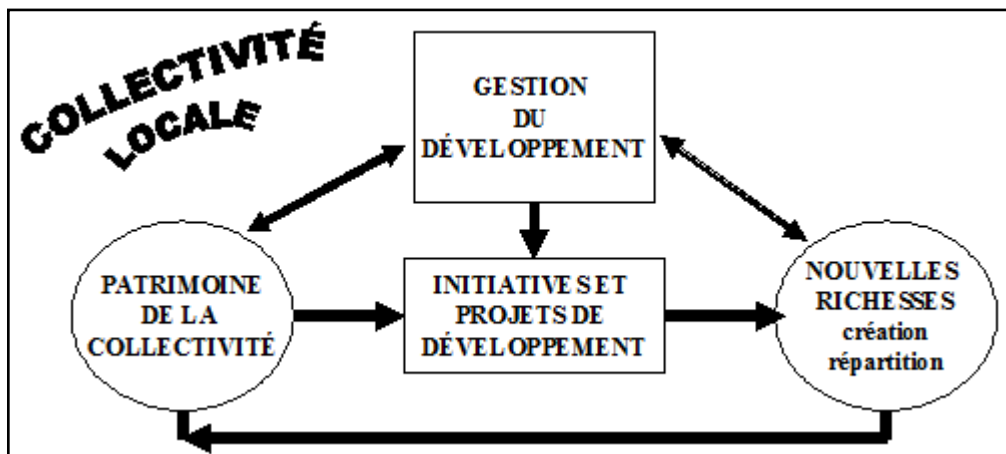 COLLECTIVITÉ
LOCALE
GESTION
DU
DÉVELOPPEMENT
PATRIMOINE
DE LA
COLLECTIVITÉ
INITIATIVES ET
PROJETS DE
DÉVELOPPEMENT
NOUVELLES
RICHESSES
création
répartition